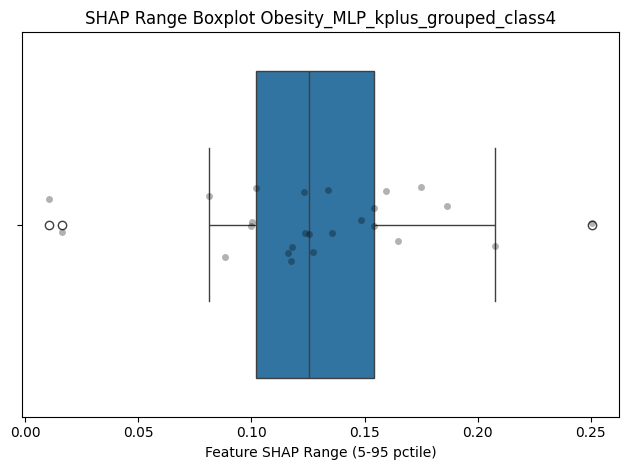 SHAP Range Boxplot Obesity_MLP_kplus_grouped_class4
0.00 0.05 0.10 0.15 0.20 0.25
Feature SHAP Range (5-95 pctile)